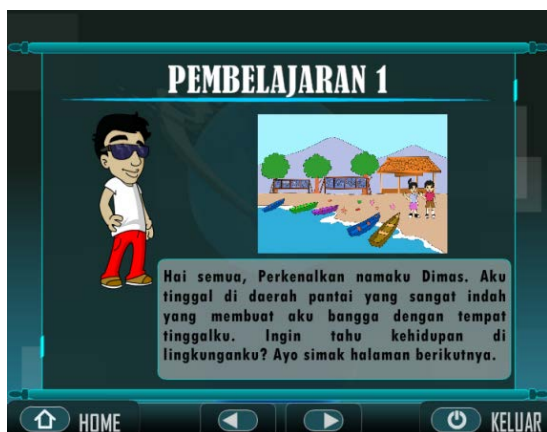 PEMBELAJARAN 1
Hai semua, Perkenalkan namaku Dimas. Aku
tinggal di daerah pantai yang sangat indah
yang membuat aku bangga dengan tempat
tinggalku. Ingin tahu kehidupan di
lingkunganku? Ayo simak halaman berikutnya.
HOME
KELUAR